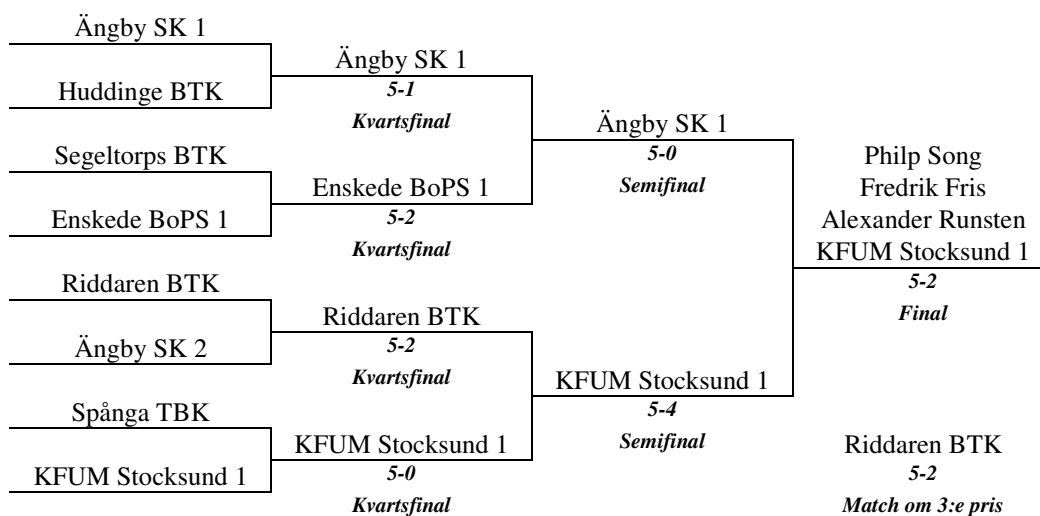 Ängby SK 1
Huddinge BTK
Segeltorps BTK
Enskede BoPS 1
Riddaren BTK
Ängby SK 2
Spånga TBK
KFUM Stocksund 1
Ängby SK 1
5-1
Kvartsfinal
Enskede BoPS 1
5-2
Kvartsfinal
Riddaren BTK
5-2
Kvartsfinal
KFUM Stocksund 1
5-0
Kvartsfinal
Ängby SK 1
5-0
Semifinal
KFUM Stocksund 1
5-4
Semifinal
Philp Song
Fredrik Fris
Alexander Runsten
KFUM Stocksund 1
5-2
Final
Riddaren BTK
5-2
Match om 3:e pris